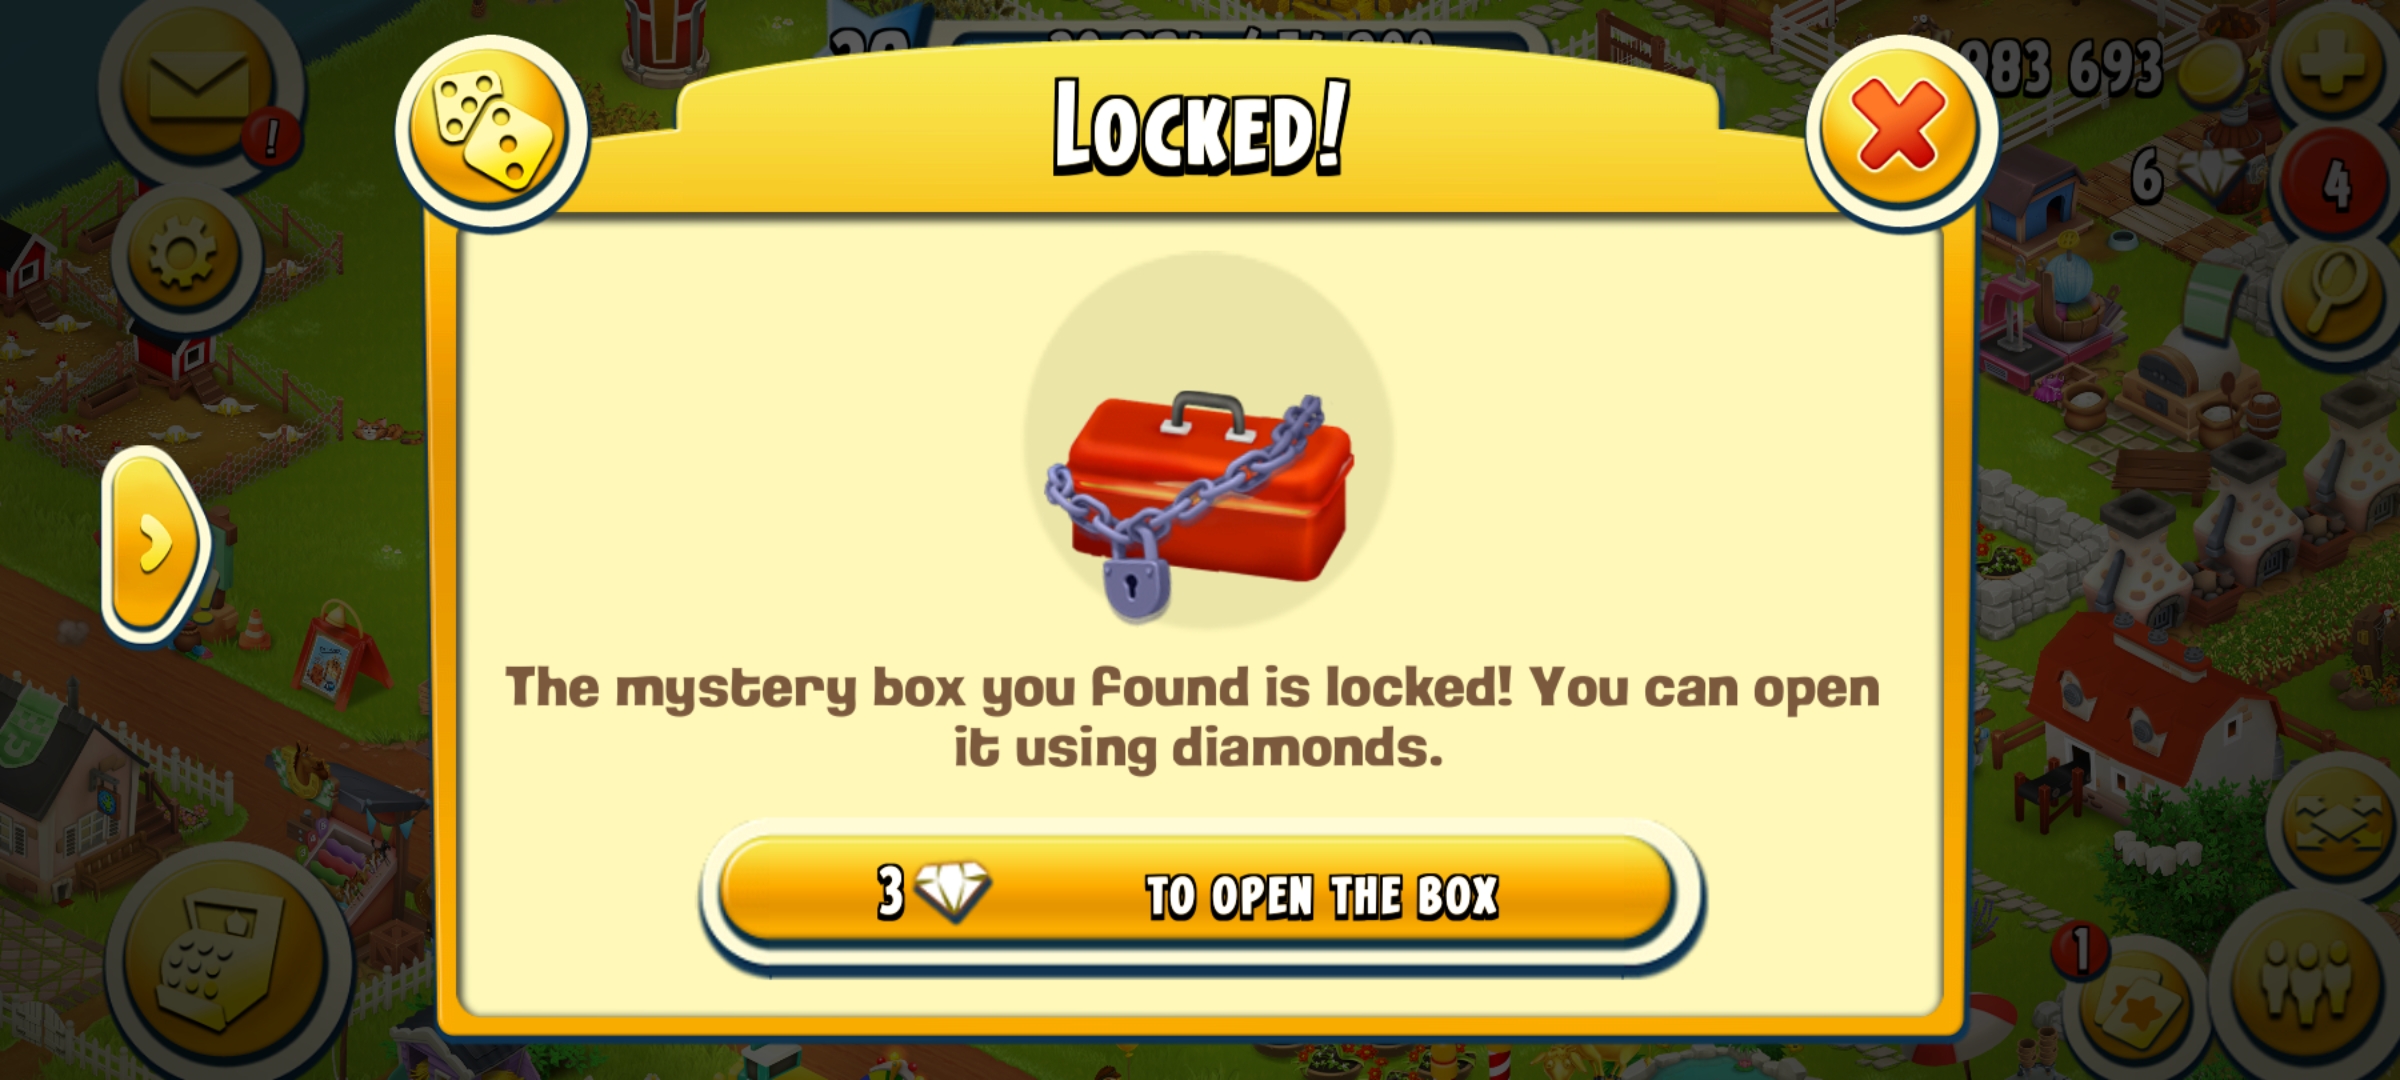 !
LOCKED!
983 693
6
4
The mystery box you found is locked! You can open
it using diamonds.
3 TO OPEN THE BOX
1